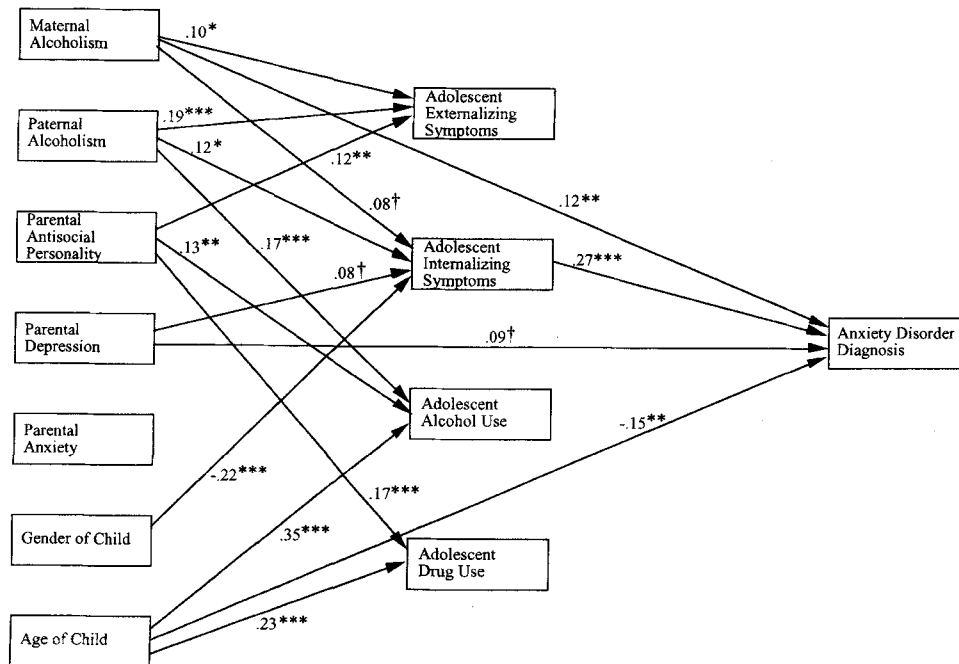 Maternal
Alcoholism
.10*
Adolescent
Externalizing
Symptoms
Paternal
Alcoholism
.19***
.12*
.12**
.08†
.12**
Parental
Antisocial
Personality
.13**
.17***
Adolescent
Internalizing
Symptoms
.27***
.08†
Parental
Depression
.09†
Anxiety Disorder
Diagnosis
Adolescent
Alcohol Use
-.15**
Parental
Anxiety
-.22***
.17***
Gender of Child
.35***
Adolescent
Drug Use
Age of Child
.23***